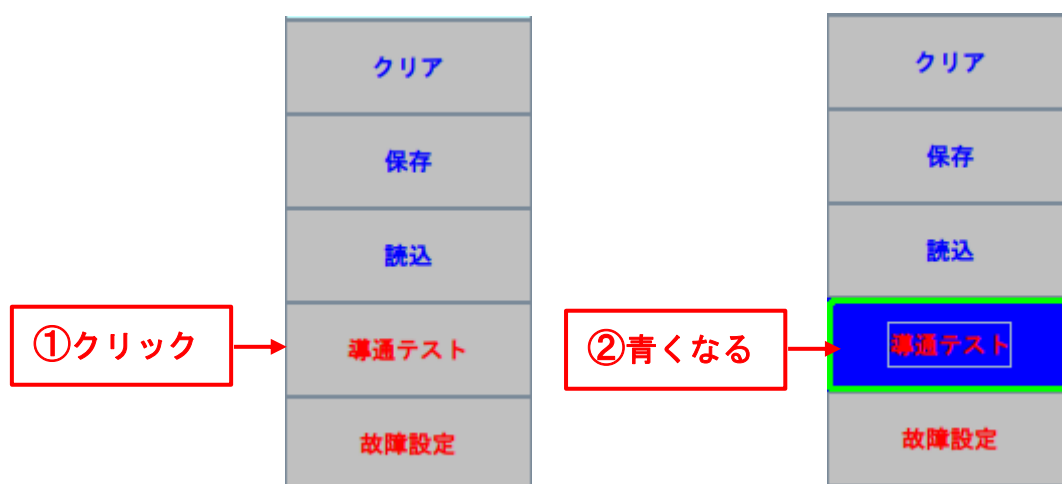 クリア
保存
読込
①クリック
導通テスト
故障設定
クリア
保存
読込
②青くなる
導通テスト
故障設定